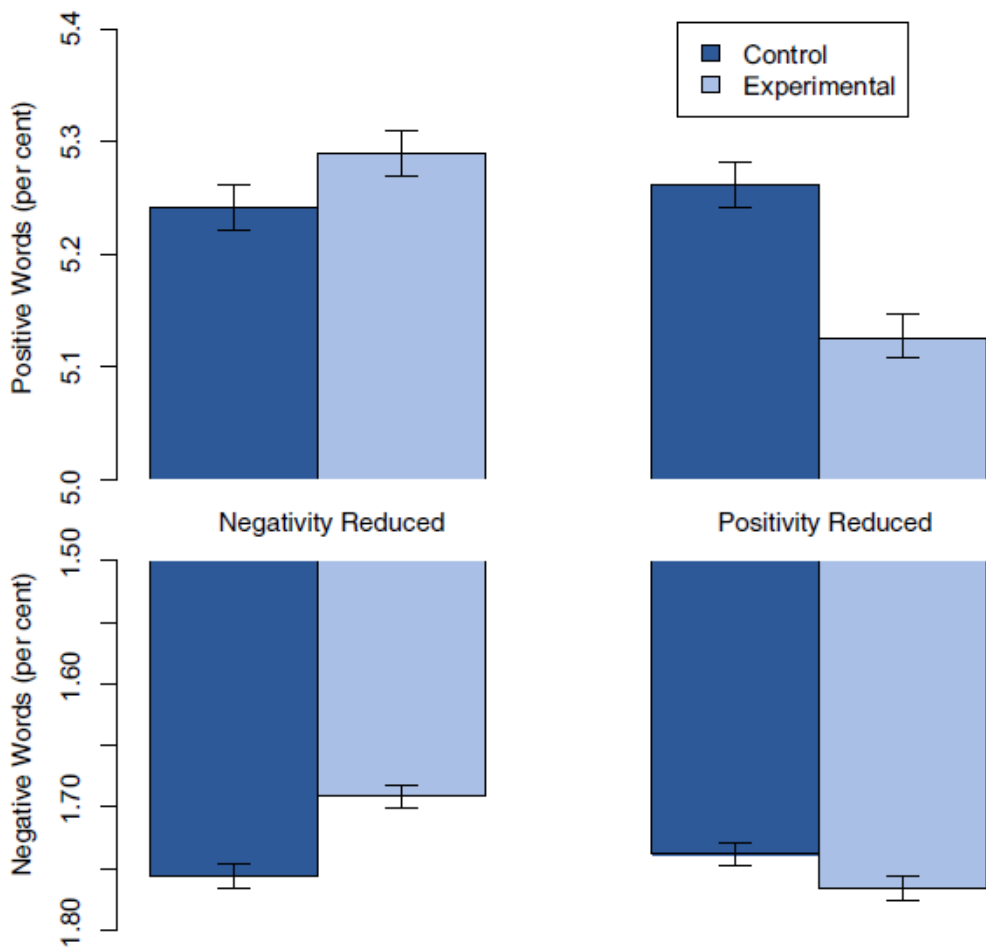 Control
Experimental
Positive Words (per cent)
5.4
5.3
5.2
5.1
5.0
Negativity Reduced
Positivity Reduced
Negative Words (per cent)
1.50
1.60
1.70
1.80